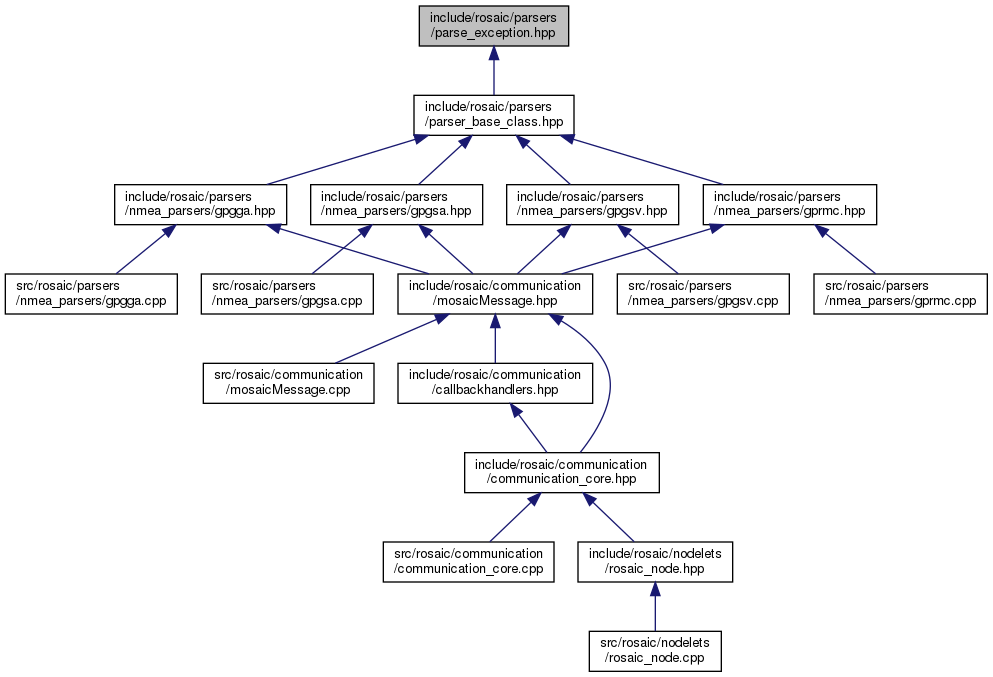 include/rosaic/parsers
/parse_exception.hpp
include/rosaic/parsers
/parser_base_class.hpp
include/rosaic/parsers
/nmea_parsers/gpgga.hpp
include/rosaic/parsers
/nmea_parsers/gpgsa.hpp
include/rosaic/parsers
/nmea_parsers/gpgsv.hpp
include/rosaic/parsers
/nmea_parsers/gprmc.hpp
src/rosaic/parsers
/nmea_parsers/gpgga.cpp
src/rosaic/parsers
/nmea_parsers/gpgsa.cpp
include/rosaic/communication
/mosaicMessage.hpp
src/rosaic/parsers
/nmea_parsers/gpgsv.cpp
src/rosaic/parsers
/nmea_parsers/gprmc.cpp
src/rosaic/communication
/mosaicMessage.cpp
include/rosaic/communication
/callbackhandlers.hpp
include/rosaic/communication
/communication_core.hpp
src/rosaic/communication
/communication_core.cpp
include/rosaic/nodelets
/rosaic_node.hpp
src/rosaic/nodelets
/rosaic_node.cpp